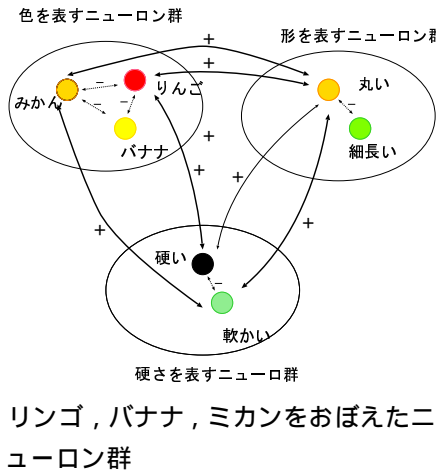 色を表すニューロン群
形を表すニューロン群
+
+
みかん
りんご
バナナ
丸い
細長い
−
−
−
−
+
+
+
+
+
硬い
−
軟かい
硬さを表すニューロ群
リンゴ，バナナ，ミカンをおぼえたニ
ューロン群